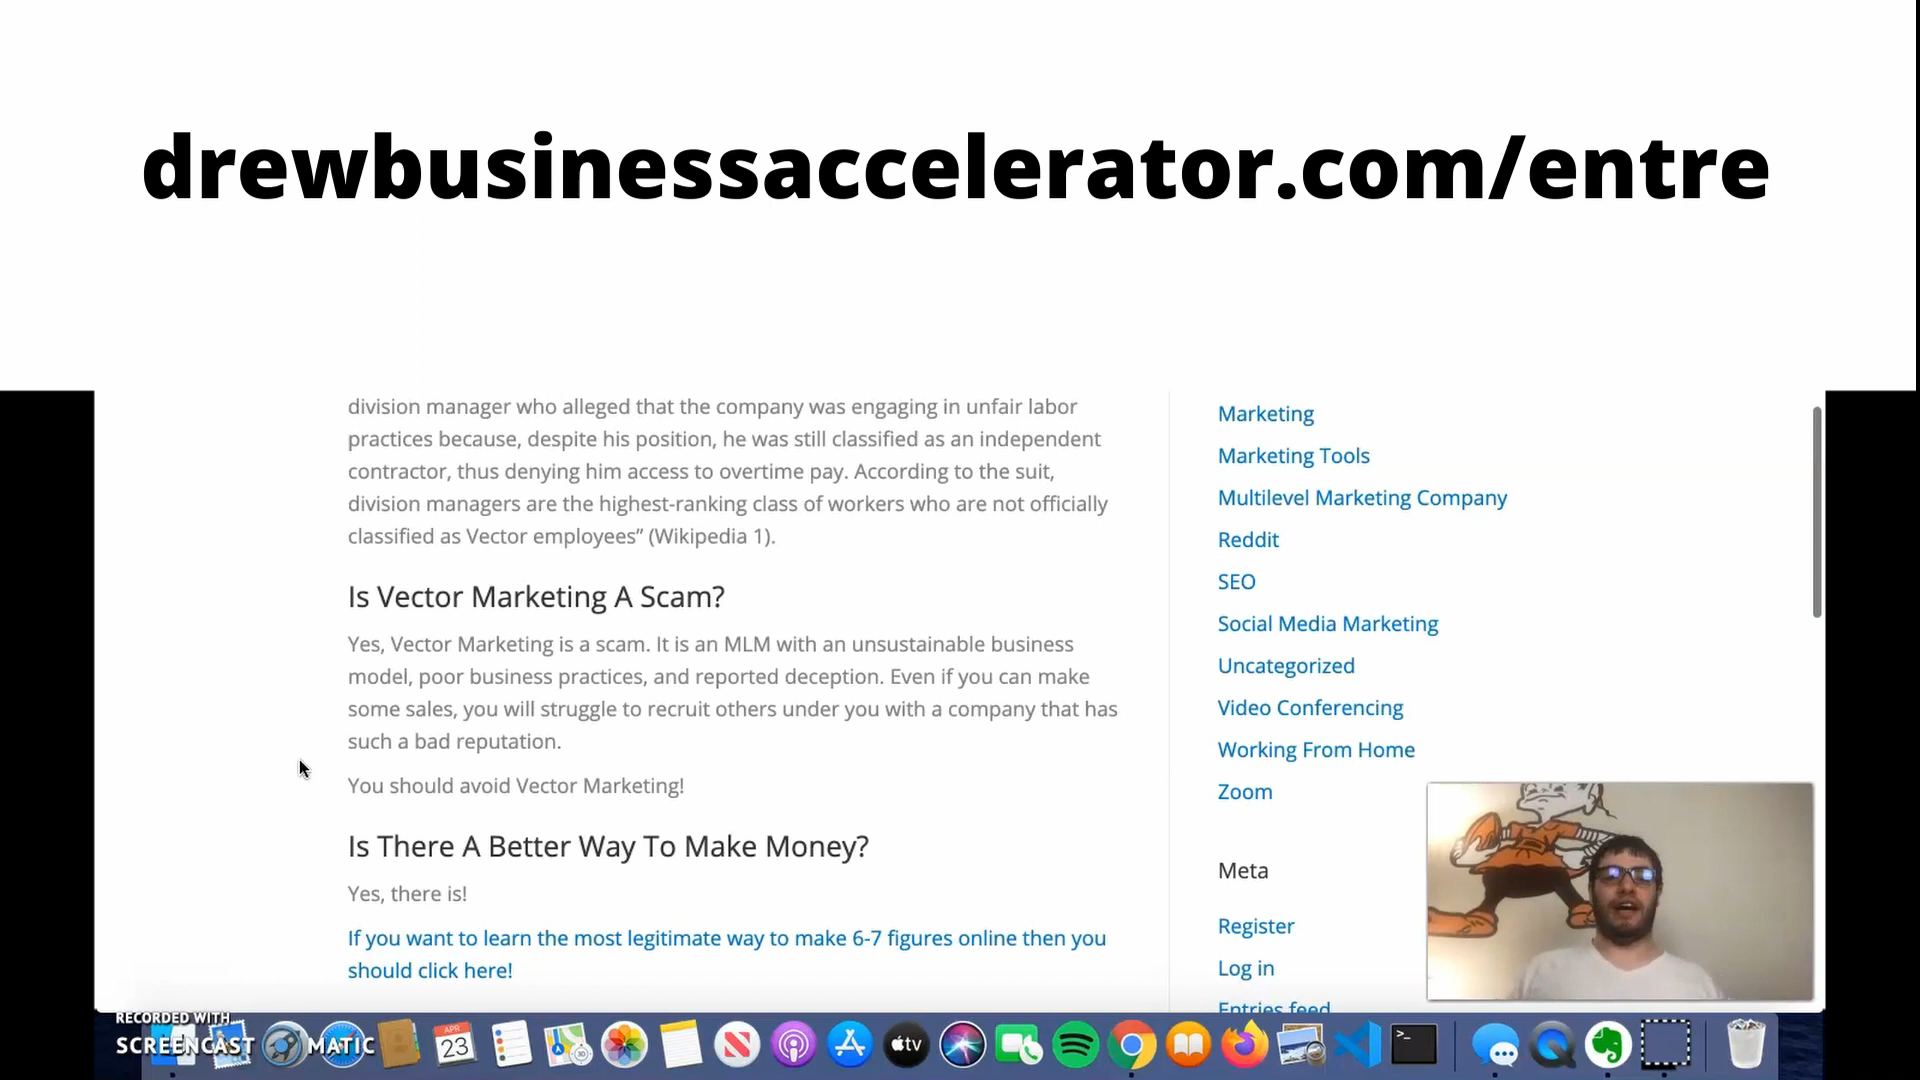 drewbusinessaccelerator.com/entre
division manager who alleged that the company was engaging in unfair labor
practices because, despite his position, he was still classified as an independent
contractor, thus denying him access to overtime pay. According to the suit,
division managers are the highest-ranking class of workers who are not officially
classified as Vector employees” (Wikipedia 1).
Is Vector Marketing A Scam?
Yes, Vector Marketing is a scam. It is an MLM with an unsustainable business
model, poor business practices, and reported deception. Even if you can make
some sales, you will struggle to recruit others under you with a company that has
such a bad reputation.
You should avoid Vector Marketing!
Is There A Better Way To Make Money?
Yes, there is!
If you want to learn the most legitimate way to make 6-7 figures online then you
should click here!
Marketing
Marketing Tools
Multilevel Marketing Company
Reddit
SEO
Social Media Marketing
Uncategorized
Video Conferencing
Working From Home
Zoom
Meta
Register
Log in
Entries feed
RECORDED WITH
SCREENCAST MATIC
APR
23
tv